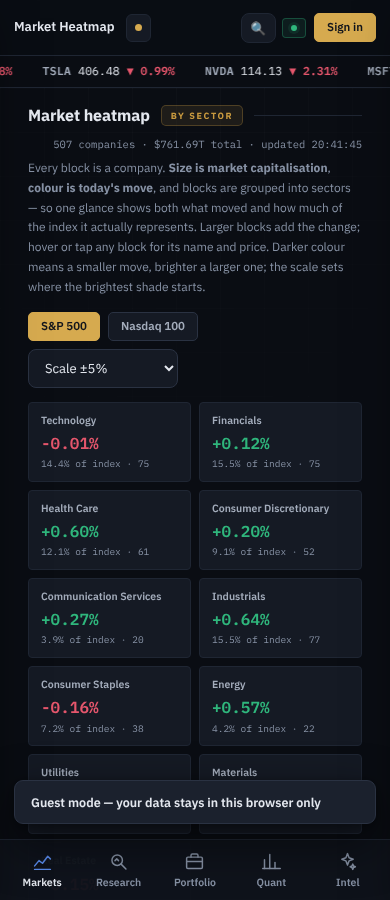 Market Heatmap
Sign in
8% TSLA 406.48 ▼ 0.99% NVDA 114.13 ▼ 2.31% MSF
Market heatmap BY SECTOR
507 companies · $761.69T total · updated 20:41:45
Every block is a company. Size is market capitalisation,
colour is today's move, and blocks are grouped into sectors
— so one glance shows both what moved and how much of
the index it actually represents. Larger blocks add the change;
hover or tap any block for its name and price. Darker colour
means a smaller move, brighter a larger one; the scale sets
where the brightest shade starts.
S&P 500 Nasdaq 100
Scale ±5%
Technology
-0.01%
14.4% of index · 75
Financials
+0.12%
15.5% of index · 75
Health Care
+0.60%
12.1% of index · 61
Consumer Discretionary
+0.20%
9.1% of index · 52
Communication Services
+0.27%
3.9% of index · 20
Industrials
+0.64%
15.5% of index · 77
Consumer Staples
-0.16%
7.2% of index · 38
Energy
+0.57%
4.2% of index · 22
Utilities
Materials
Guest mode — your data stays in this browser only
Markets Research Portfolio Quant Intel